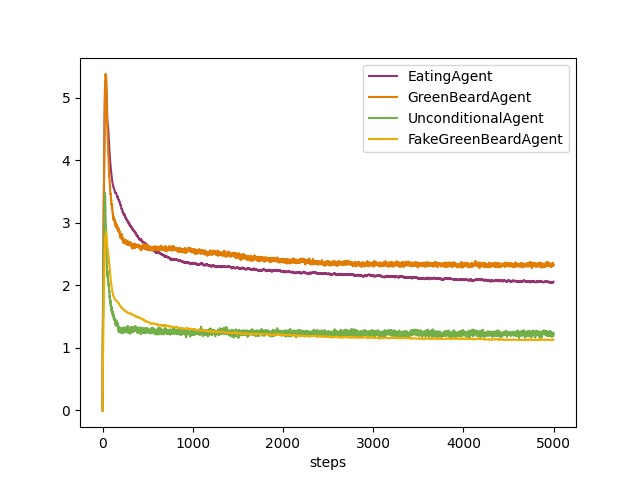 EatingAgent
GreenBeardAgent
UnconditionalAgent
FakeGreenBeardAgent
5
4
3
2
1
0
0 1000 2000 3000 4000 5000
steps